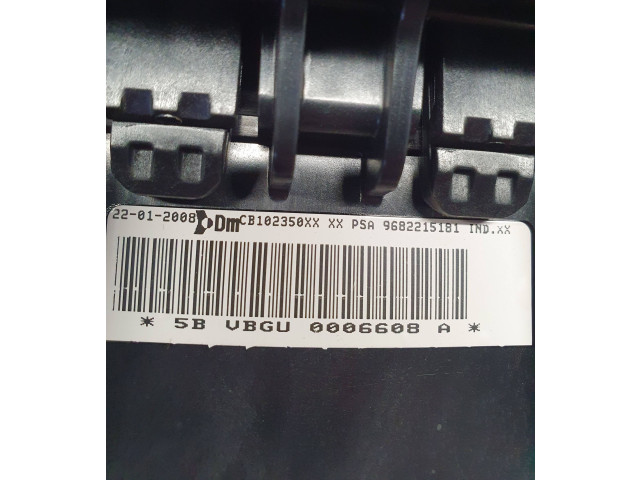 22-01-2008 Dm CB102350XX XX PSA 9682215181 IND.XX
* 5B VBGU 0006608 A *